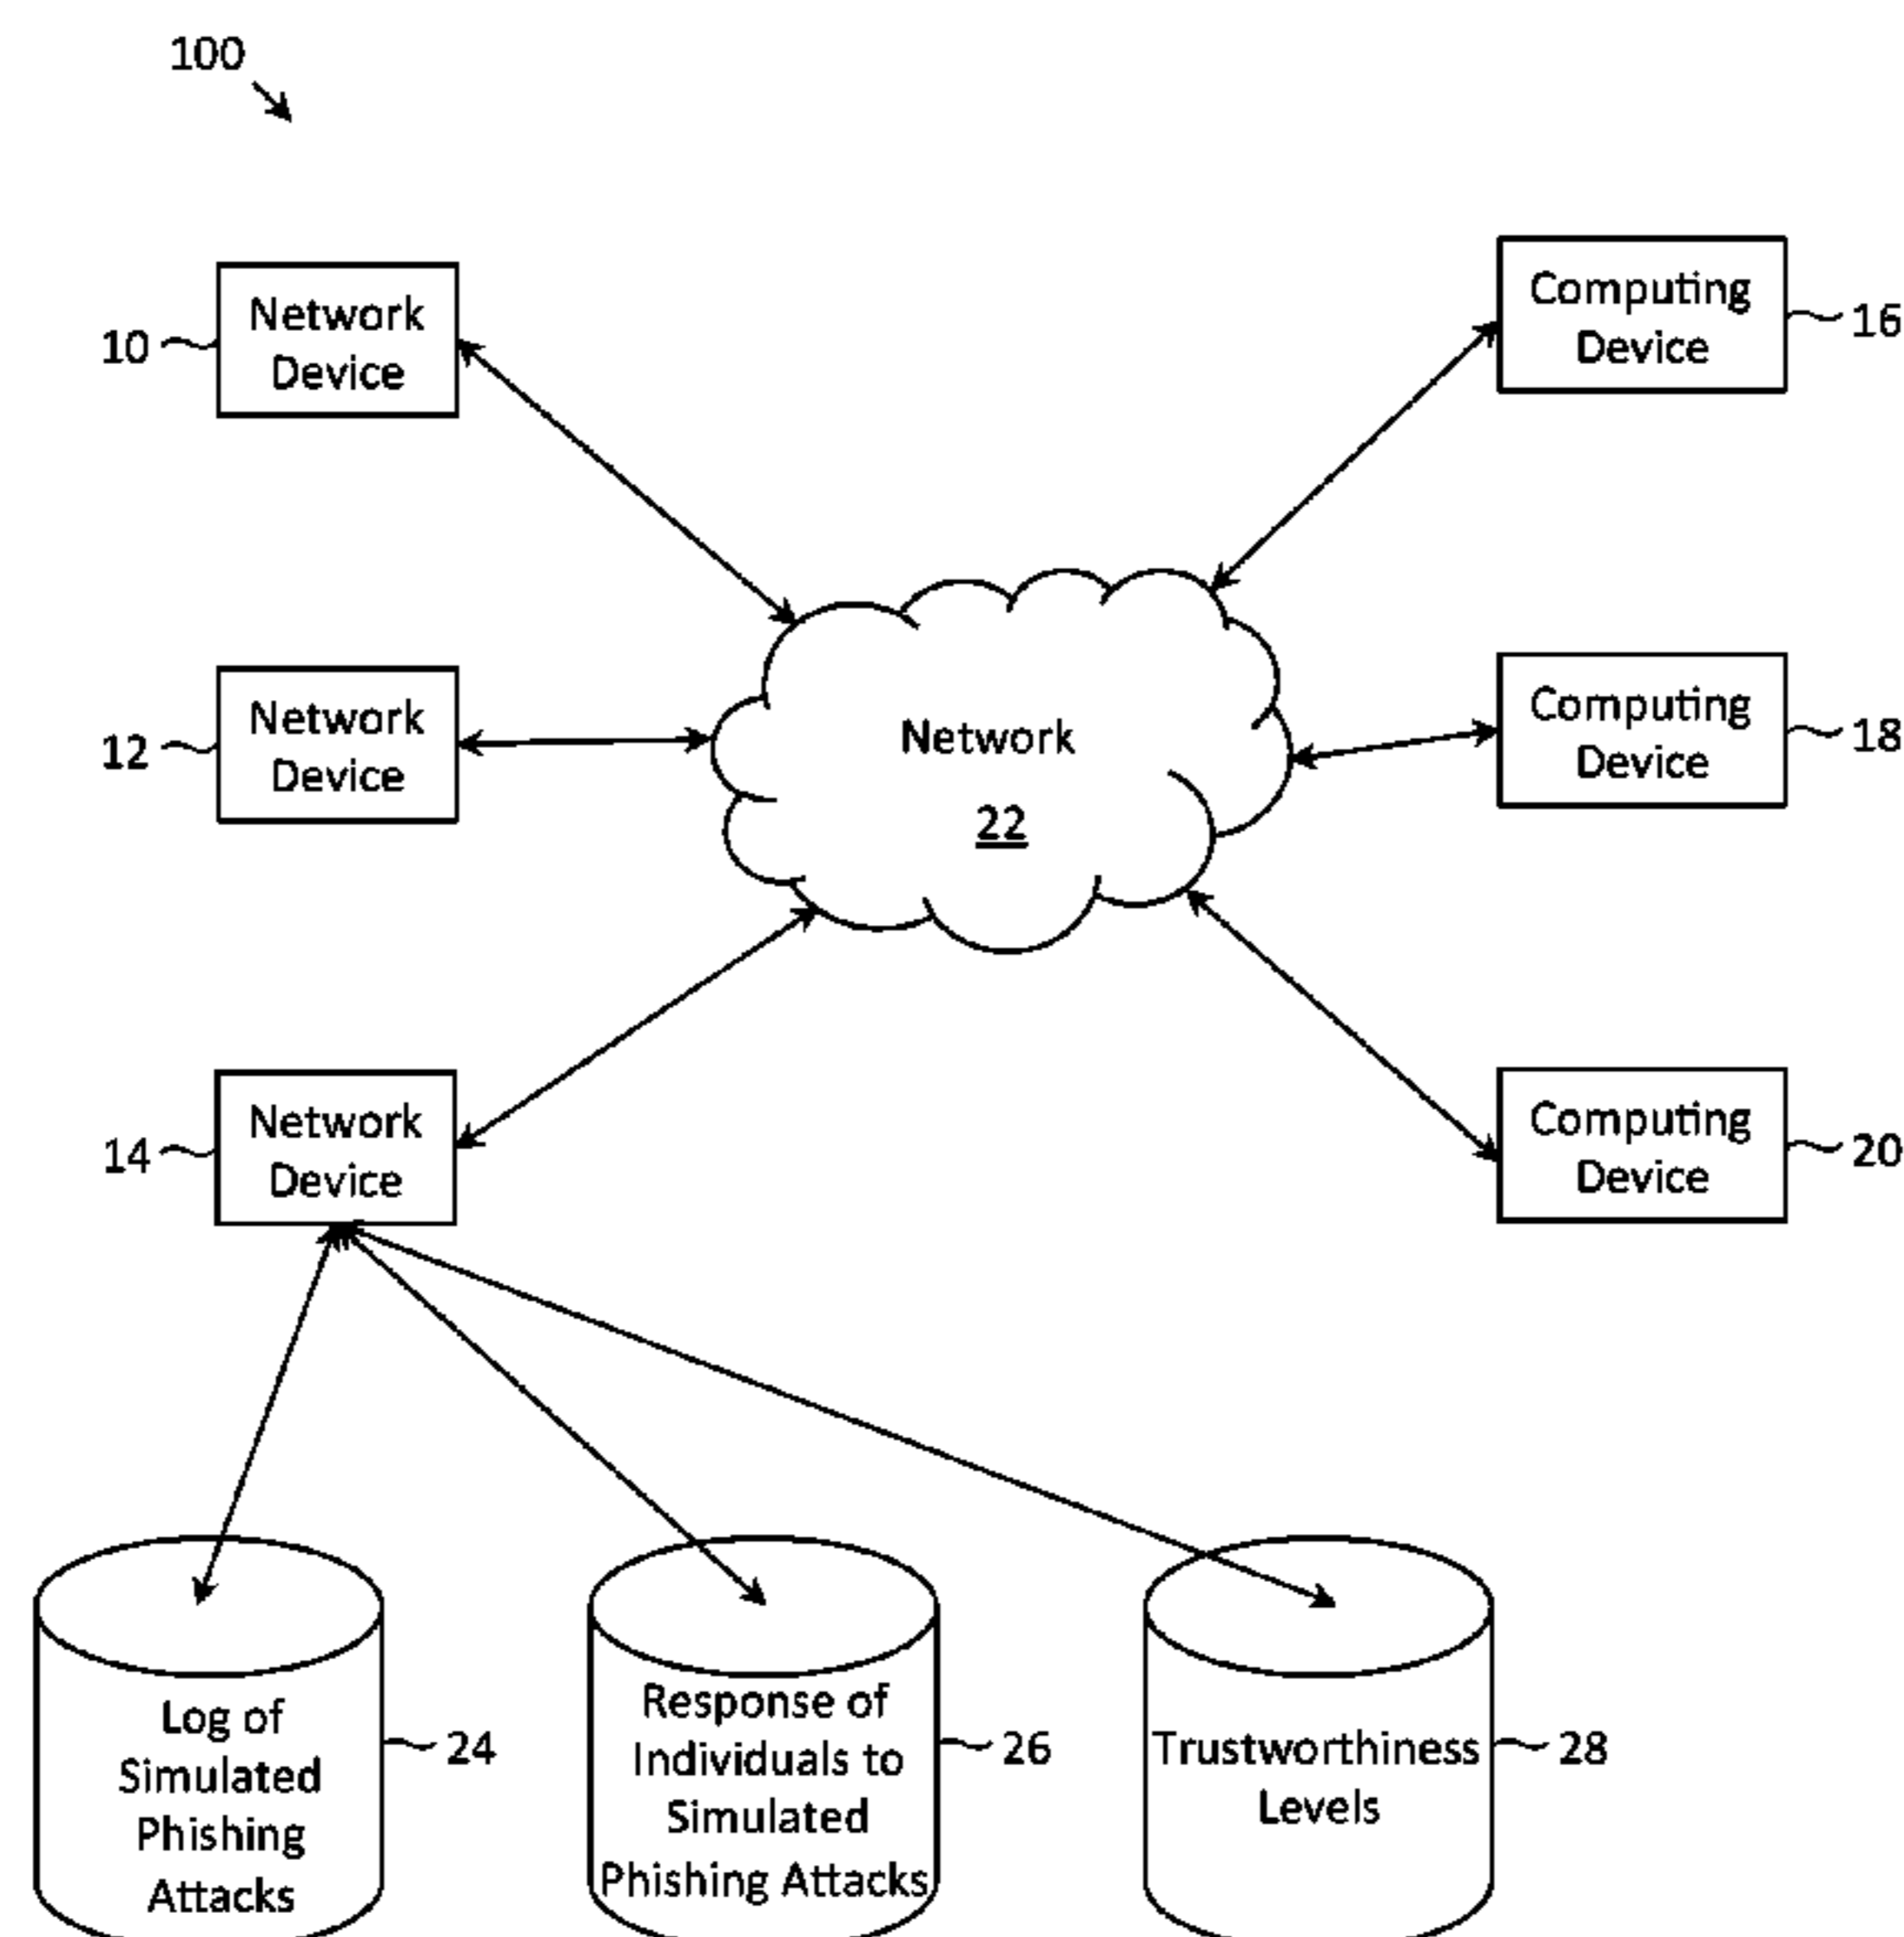 100
Network
Device
10
Computing
Device
16
Network
Device
12
Network
22
Computing
Device
18
Network
Device
14
Computing
Device
20
Log of
Simulated
Phishing
Attacks
24
Response of
Individuals to
Simulated
Phishing Attacks
26
Trustworthiness
Levels
28